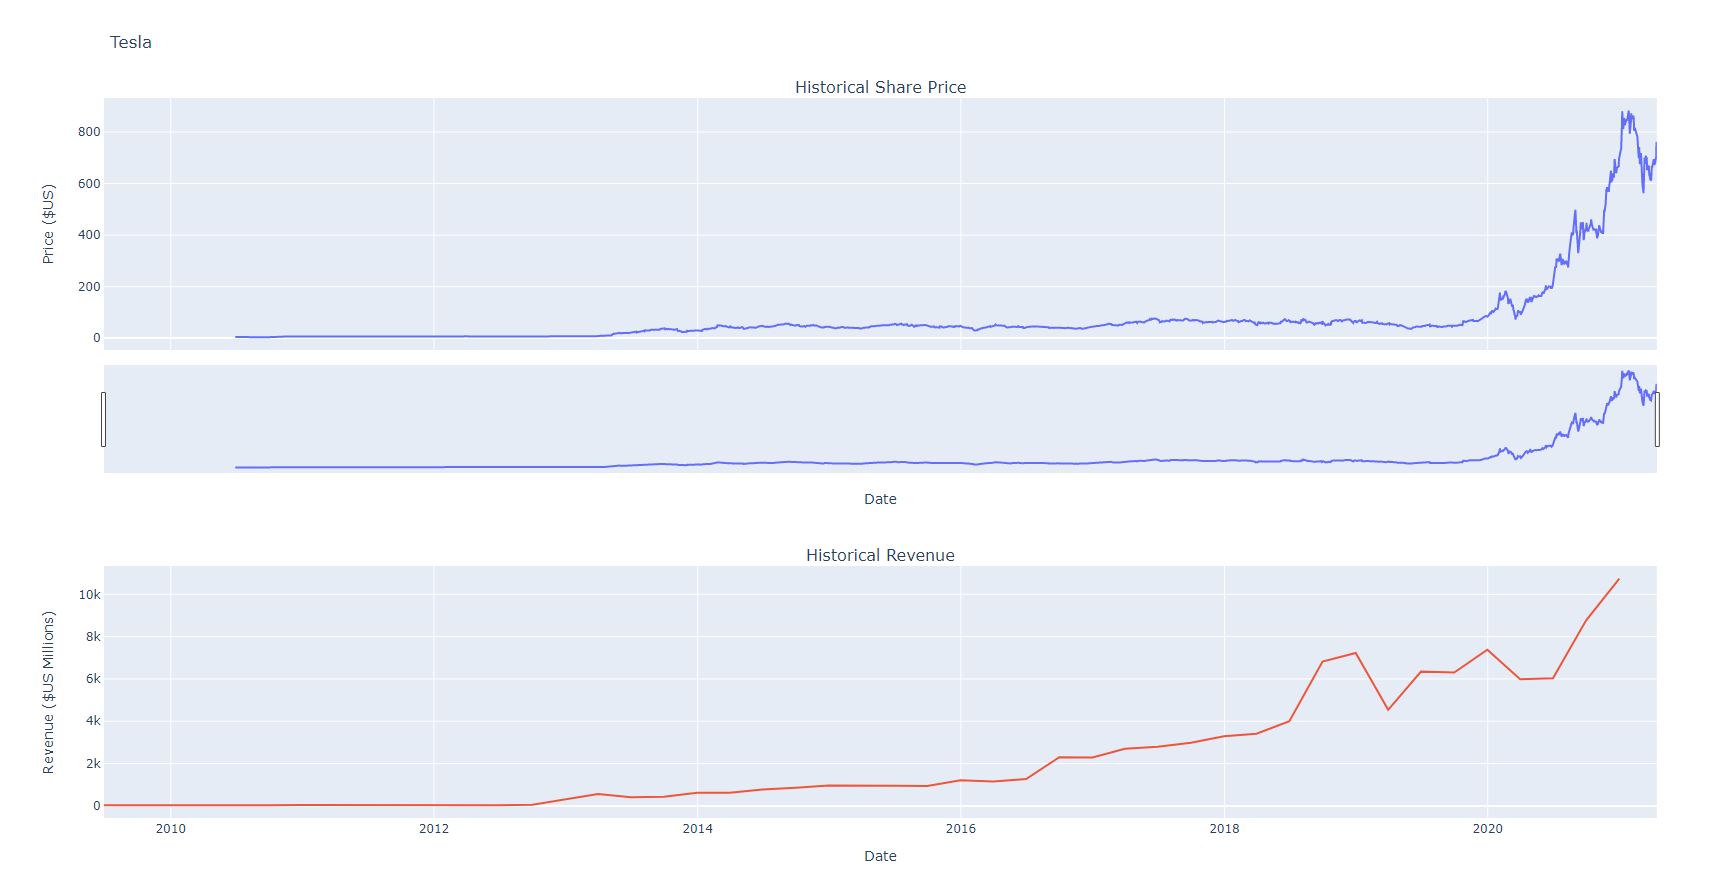 Tesla
Historical Share Price
Price ($US)
800
600
400
200
0
Date
Historical Revenue
Revenue ($US Millions)
10k
8k
6k
4k
2k
0
2010 2012 2014 2016 2018 2020
Date